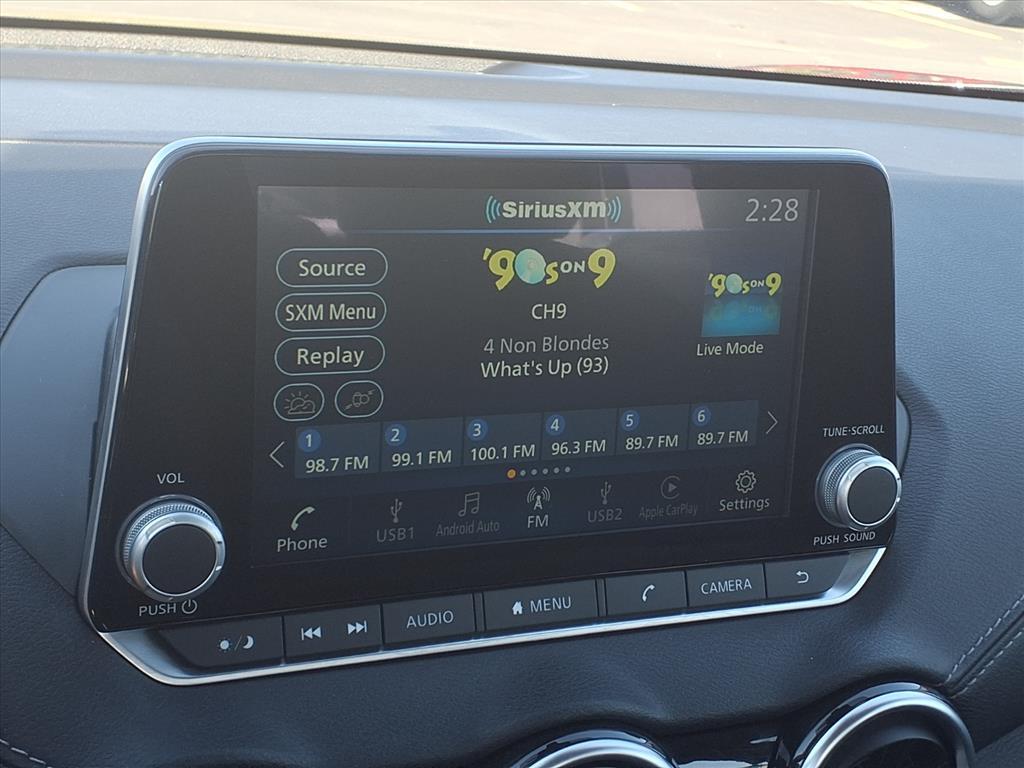 SiriusXM
2:28
Source
'90s ON 9
'90s ON 9
SXM Menu
CH9
Replay
4 Non Blondes
What's Up (93)
Live Mode
1 98.7 FM
2 99.1 FM
3 100.1 FM
4 96.3 FM
5 89.7 FM
6 89.7 FM
Phone
USB1
Android Auto
FM
USB2
Apple CarPlay
Settings
VOL
PUSH
TUNE·SCROLL
PUSH SOUND
AUDIO
MENU
CAMERA